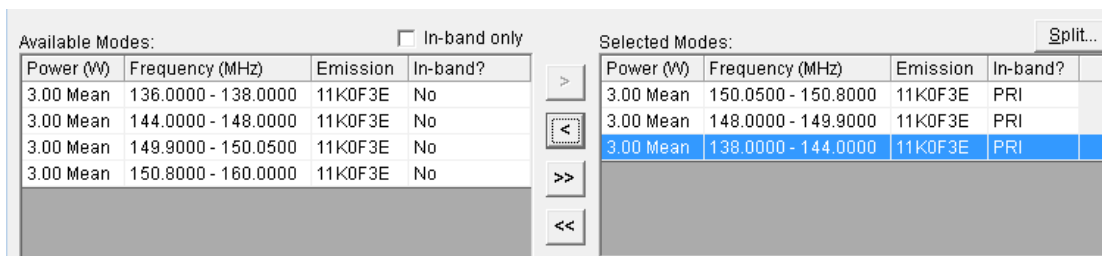 Available Modes: In-band only Selected Modes: Split...
Power (W) Frequency (MHz) Emission In-band? Power (W) Frequency (MHz) Emission In-band?
3.00 Mean 136.0000 - 138.0000 11K0F3E No > 3.00 Mean 150.0500 - 150.8000 11K0F3E PRI
3.00 Mean 144.0000 - 148.0000 11K0F3E No < 3.00 Mean 148.0000 - 149.9000 11K0F3E PRI
3.00 Mean 149.9000 - 150.0500 11K0F3E No 3.00 Mean 138.0000 - 144.0000 11K0F3E PRI
3.00 Mean 150.8000 - 160.0000 11K0F3E No >>
<<